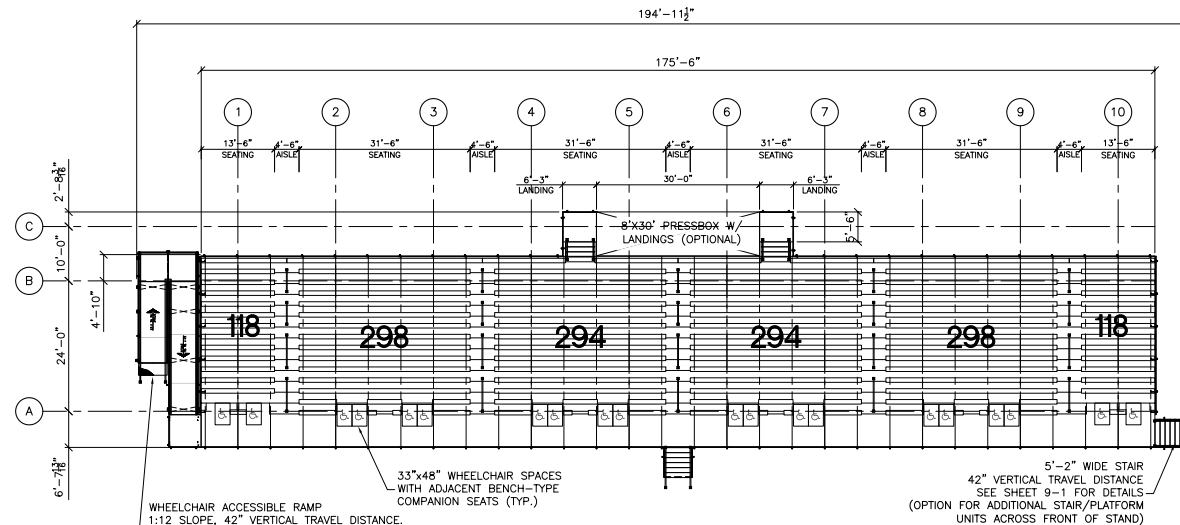 194'-11½"
175'-6"
1 2 3 4 5 6 7 8 9 10
13'-6" 4'-6" 31'-6" 4'-6" 31'-6" 4'-6" 31'-6" 4'-6" 31'-6" 4'-6" 13'-6"
SEATING AISLE SEATING AISLE SEATING AISLE SEATING AISLE SEATING AISLE SEATING
2'-8 3/16"
6'-3" 30'-0" 6'-3"
LANDING LANDING
C
8'X30' PRESSBOX W/
LANDINGS (OPTIONAL)
5'-6"
10'-0"
B
4'-10"
24'-0"
118 298 294 294 298 118
A
6'-7 13/16"
33"x48" WHEELCHAIR SPACES
WITH ADJACENT BENCH-TYPE
COMPANION SEATS (TYP.)
WHEELCHAIR ACCESSIBLE RAMP
1:12 SLOPE, 42" VERTICAL TRAVEL DISTANCE.
5'-2" WIDE STAIR
42" VERTICAL TRAVEL DISTANCE
SEE SHEET 9-1 FOR DETAILS
(OPTION FOR ADDITIONAL STAIR/PLATFORM
UNITS ACROSS FRONT OF STAND)